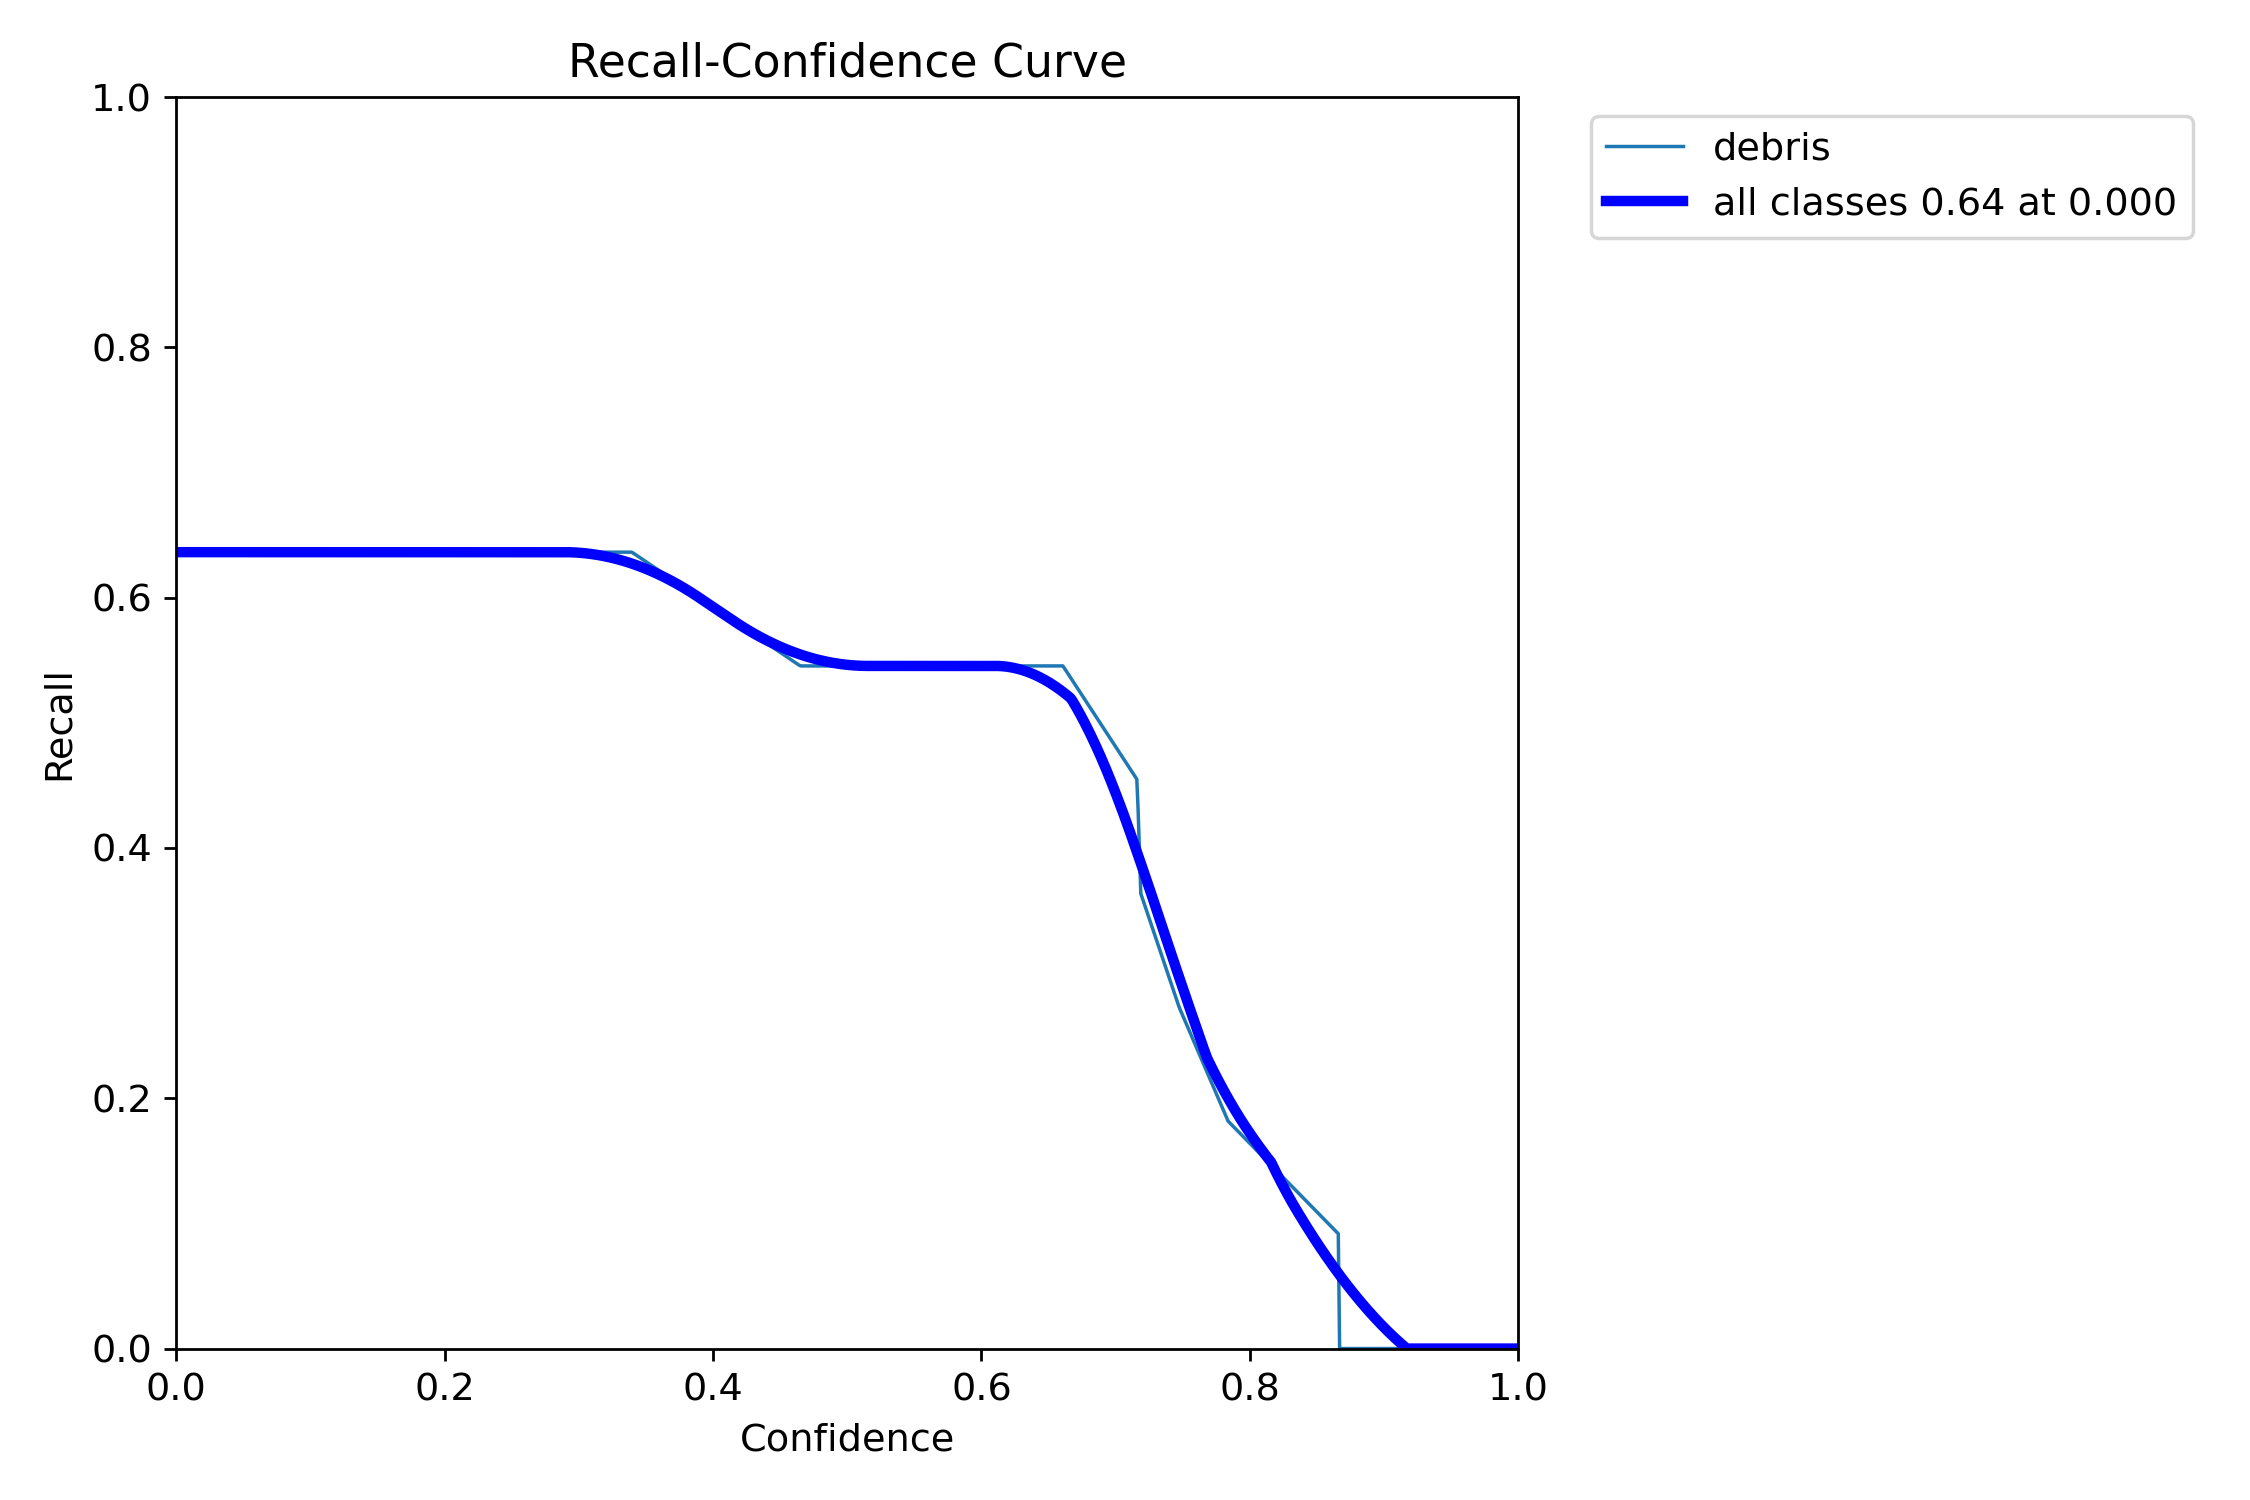 Recall-Confidence Curve
1.0
0.8
0.6
0.4
0.2
0.0
Recall
0.0 0.2 0.4 0.6 0.8 1.0
Confidence
debris
all classes 0.64 at 0.000